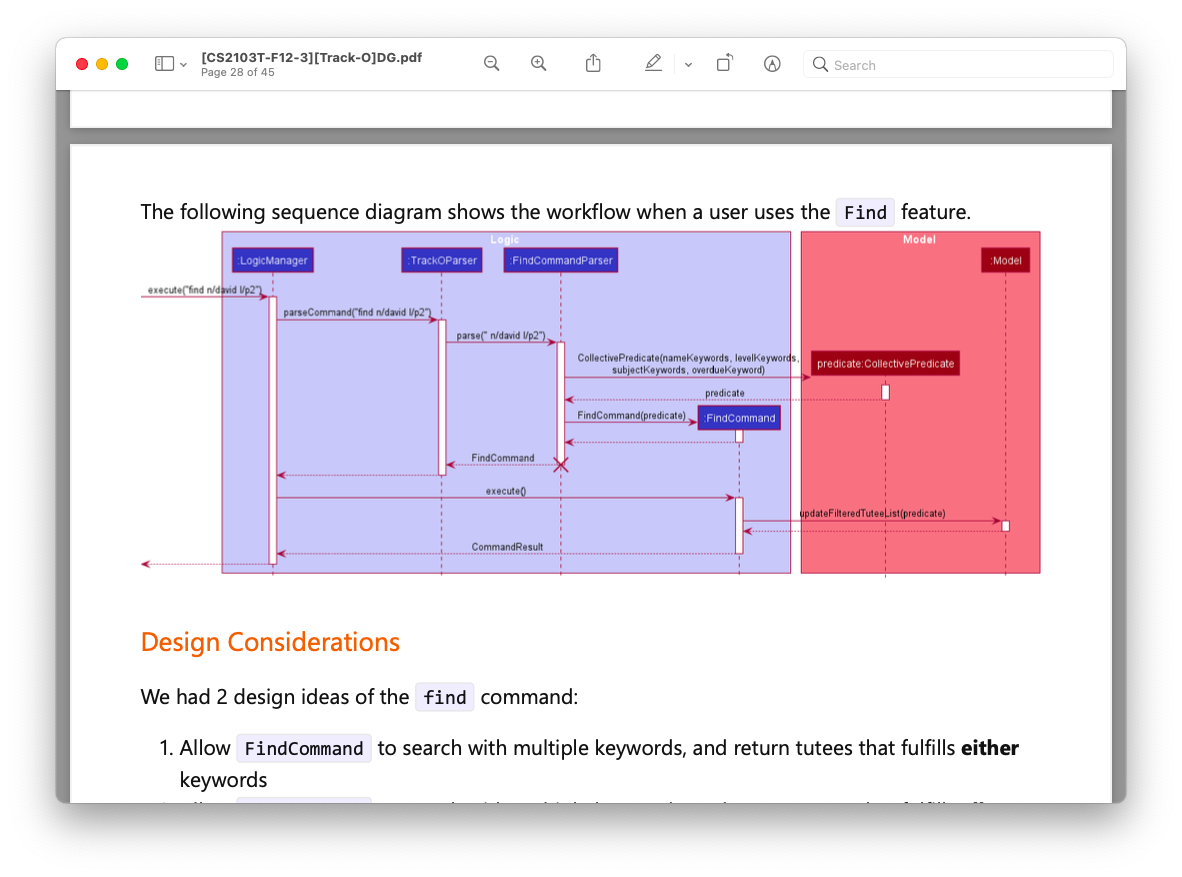 [CS2103T-F12-3][Track-O]DG.pdf
Page 28 of 45
Search
The following sequence diagram shows the workflow when a user uses the Find feature.
Logic
Model
:LogicManager
:TrackOParser
:FindCommandParser
:Model
execute("find n/david l/p2")
parseCommand("find n/david l/p2")
parse(" n/david l/p2")
CollectivePredicate(nameKeywords, levelKeywords,
subjectKeywords, overdueKeyword)
predicate:CollectivePredicate
predicate
FindCommand(predicate)
:FindCommand
FindCommand
execute()
updateFilteredTuteeList(predicate)
CommandResult
Design Considerations
We had 2 design ideas of the find command:
1. Allow FindCommand to search with multiple keywords, and return tutees that fulfills either
keywords